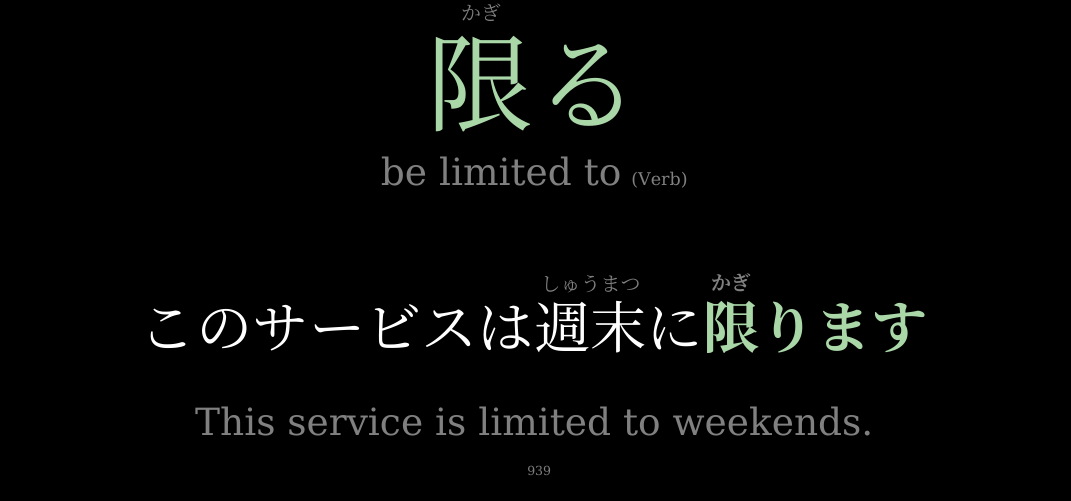 かぎ
限る
be limited to (Verb)
しゅうまつ かぎ
このサービスは週末に限ります
This service is limited to weekends.
939